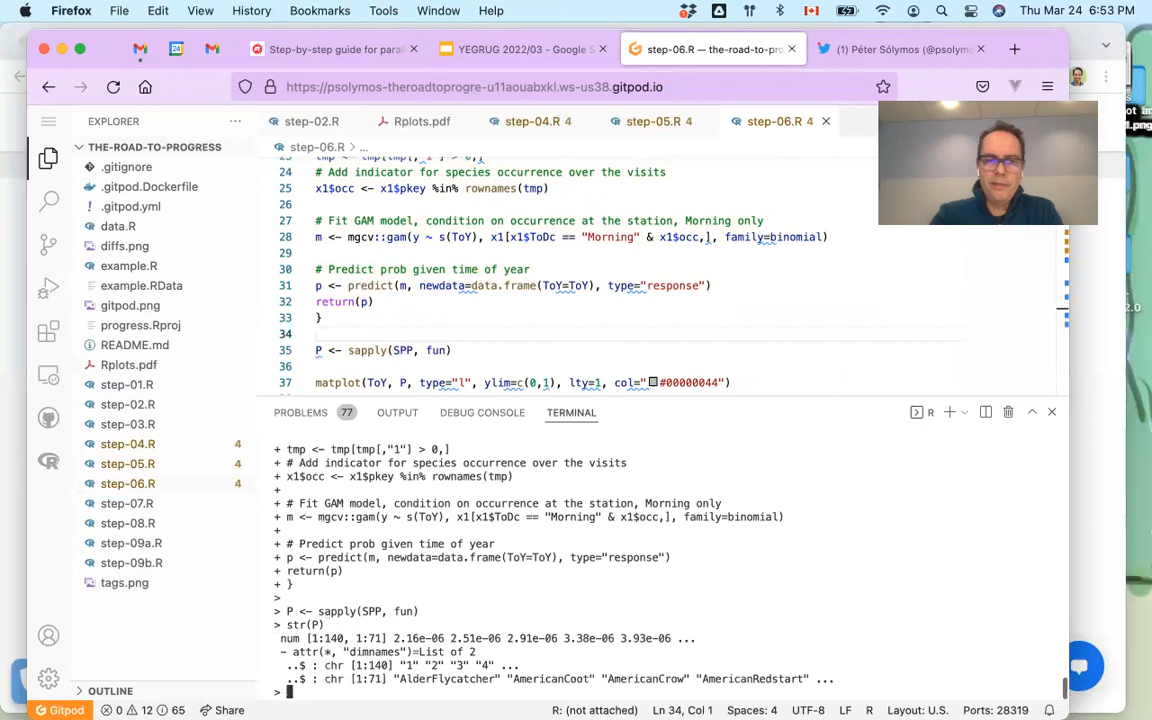 Firefox File Edit View History Bookmarks Tools Window Help Thu Mar 24 6:53 PM
Step-by-step guide for paral YEGRUG 2022/03 - Google S step-06.R — the-road-to-pro (1) Péter Sólymos (@psolym
https://psolymos-theroadtoprogre-u11aouabxkl.ws-us38.gitpod.io
EXPLORER ··· step-02.R Rplots.pdf step-04.R 4 step-05.R 4 step-06.R 4
THE-ROAD-TO-PROGRESS step-06.R > ...
.gitignore
.gitpod.Dockerfile
.gitpod.yml
data.R
diffs.png
example.R
example.RData
gitpod.png
progress.Rproj
README.md
Rplots.pdf
step-01.R
step-02.R
step-03.R
step-04.R 4
step-05.R 4
step-06.R 4
step-07.R
step-08.R
step-09a.R
step-09b.R
tags.png
OUTLINE
24 # Add indicator for species occurrence over the visits
25 x1$occ <- x1$pkey %in% rownames(tmp)
26
27 # Fit GAM model, condition on occurrence at the station, Morning only
28 m <- mgcv::gam(y ~ s(ToY), x1[x1$ToDc == "Morning" & x1$occ,], family=binomial)
29
30 # Predict prob given time of year
31 p <- predict(m, newdata=data.frame(ToY=ToY), type="response")
32 return(p)
33 }
34
35 P <- sapply(SPP, fun)
36
37 matplot(ToY, P, type="l", ylim=c(0,1), lty=1, col="#00000044")
PROBLEMS 77 OUTPUT DEBUG CONSOLE TERMINAL R
+ tmp <- tmp[tmp[,"1"] > 0,]
+ # Add indicator for species occurrence over the visits
+ x1$occ <- x1$pkey %in% rownames(tmp)
+
+ # Fit GAM model, condition on occurrence at the station, Morning only
+ m <- mgcv::gam(y ~ s(ToY), x1[x1$ToDc == "Morning" & x1$occ,], family=binomial)
+
+ # Predict prob given time of year
+ p <- predict(m, newdata=data.frame(ToY=ToY), type="response")
+ return(p)
+ }
>
> P <- sapply(SPP, fun)
> str(P)
num [1:140, 1:71] 2.16e-06 2.51e-06 2.91e-06 3.38e-06 3.93e-06 ...
- attr(*, "dimnames")=List of 2
..$ : chr [1:140] "1" "2" "3" "4" ...
..$ : chr [1:71] "AlderFlycatcher" "AmericanCoot" "AmericanCrow" "AmericanRedstart" ...
>
Gitpod 0 12 65 Share R: (not attached) Ln 34, Col 1 Spaces: 4 UTF-8 LF R Layout: U.S. Ports: 28319